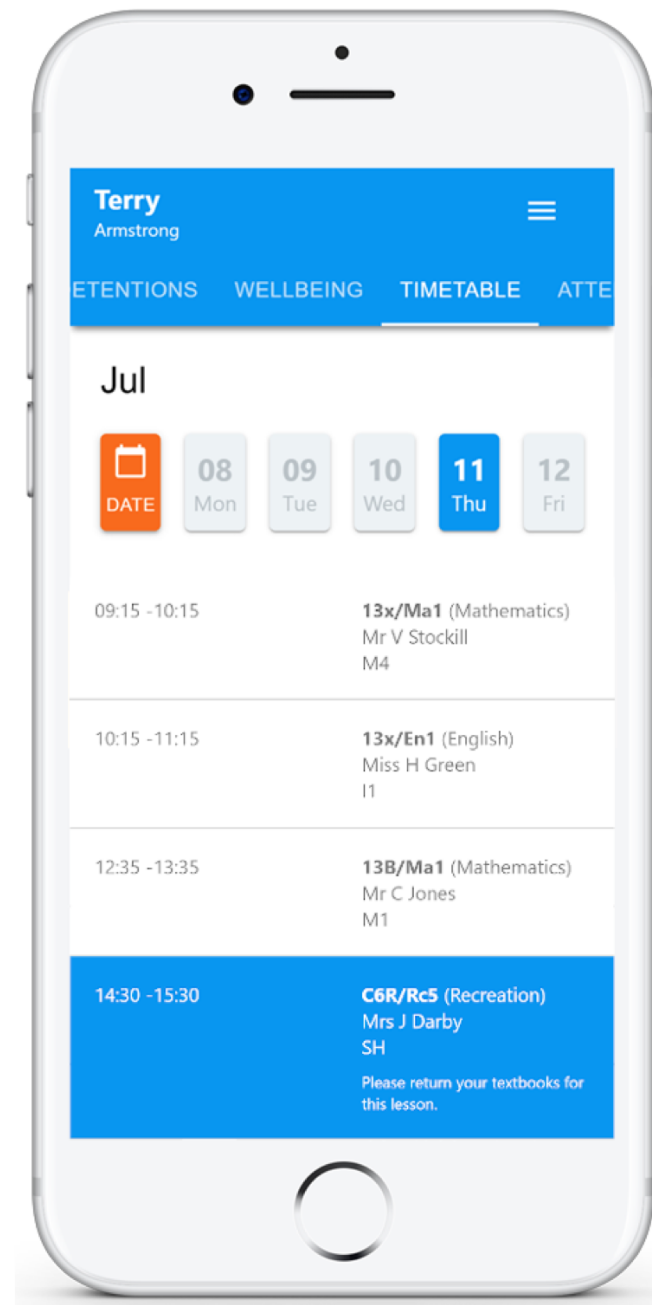 Terry
Armstrong
ETENTIONS WELLBEING TIMETABLE ATTE
Jul
DATE 08 Mon 09 Tue 10 Wed 11 Thu 12 Fri
09:15 -10:15 13x/Ma1 (Mathematics)
Mr V Stockill
M4
10:15 -11:15 13x/En1 (English)
Miss H Green
I1
12:35 -13:35 13B/Ma1 (Mathematics)
Mr C Jones
M1
14:30 -15:30 C6R/Rc5 (Recreation)
Mrs J Darby
SH
Please return your textbooks for
this lesson.